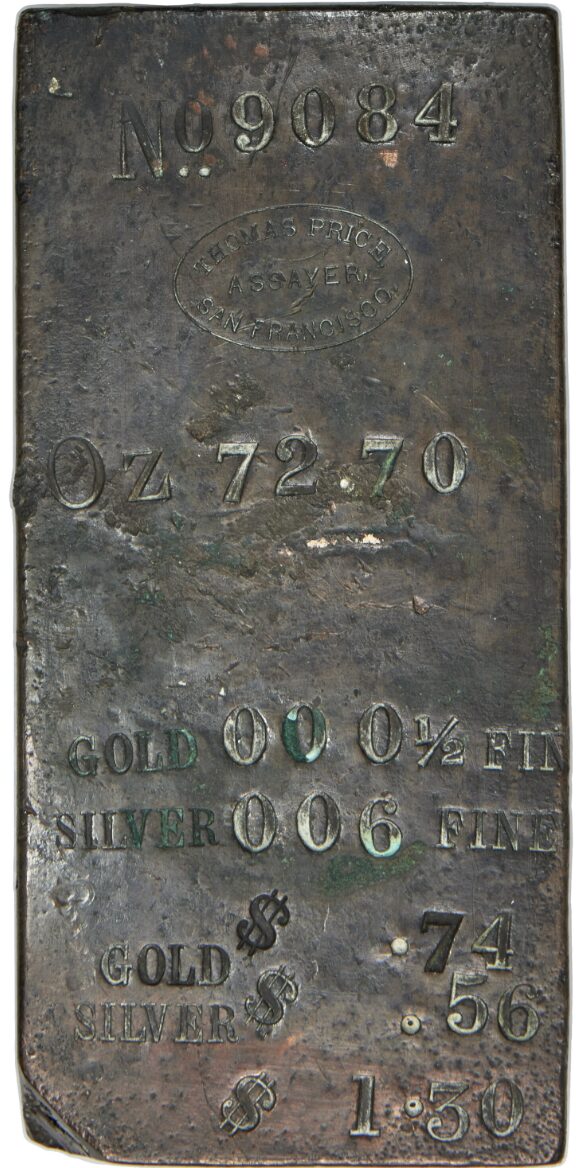 No. 9084
THOMAS PRICE
ASSAYER
SAN FRANCISCO.
OZ 72.70
GOLD 000½ FIN
SILVER 006 FINE
GOLD $ .74
SILVER $ .56
$ 1.30